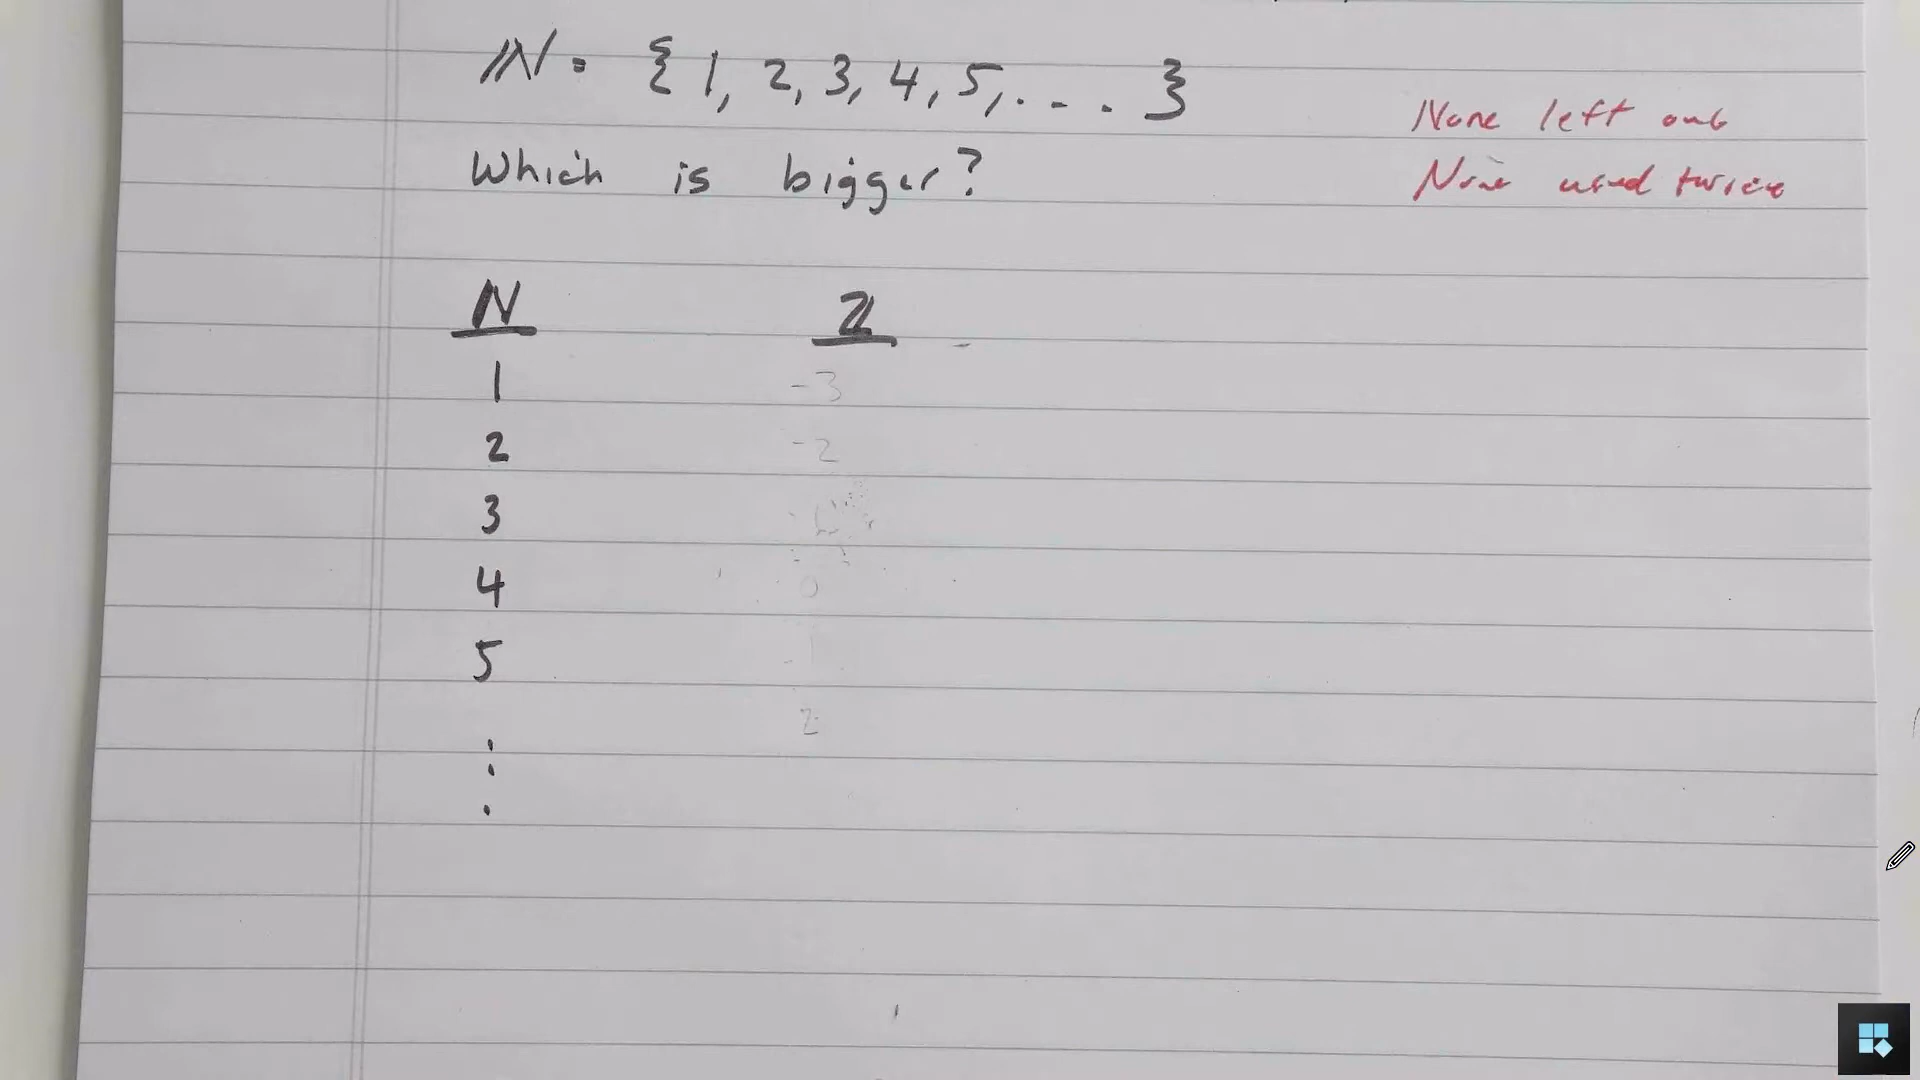 N = { 1, 2, 3, 4, 5, . . . }
None left out
Which is bigger?
None used twice
N Z
1 -3
2 -2
3
4 0
5
2